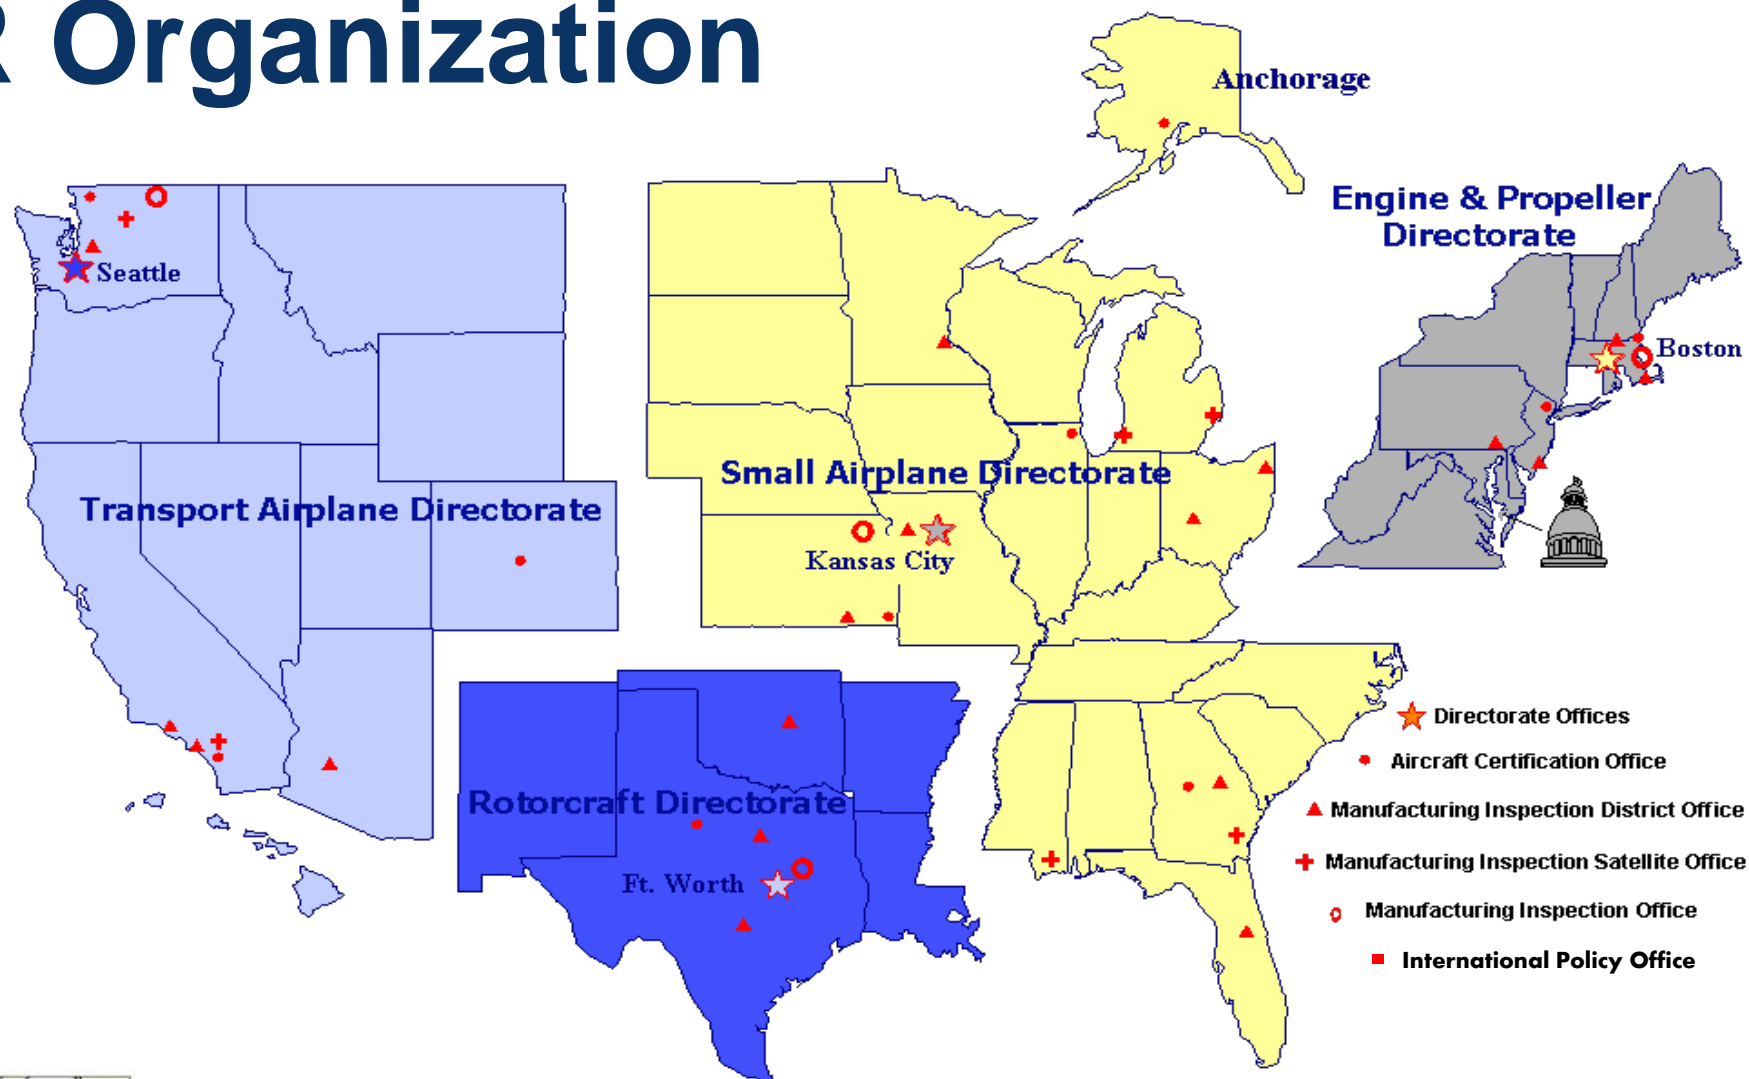 R Organization
Anchorage
Engine & Propeller
Directorate
Seattle
Boston
Small Airplane Directorate
Transport Airplane Directorate
Kansas City
Directorate Offices
Aircraft Certification Office
Rotorcraft Directorate
Manufacturing Inspection District Office
Manufacturing Inspection Satellite Office
Ft. Worth
Manufacturing Inspection Office
International Policy Office